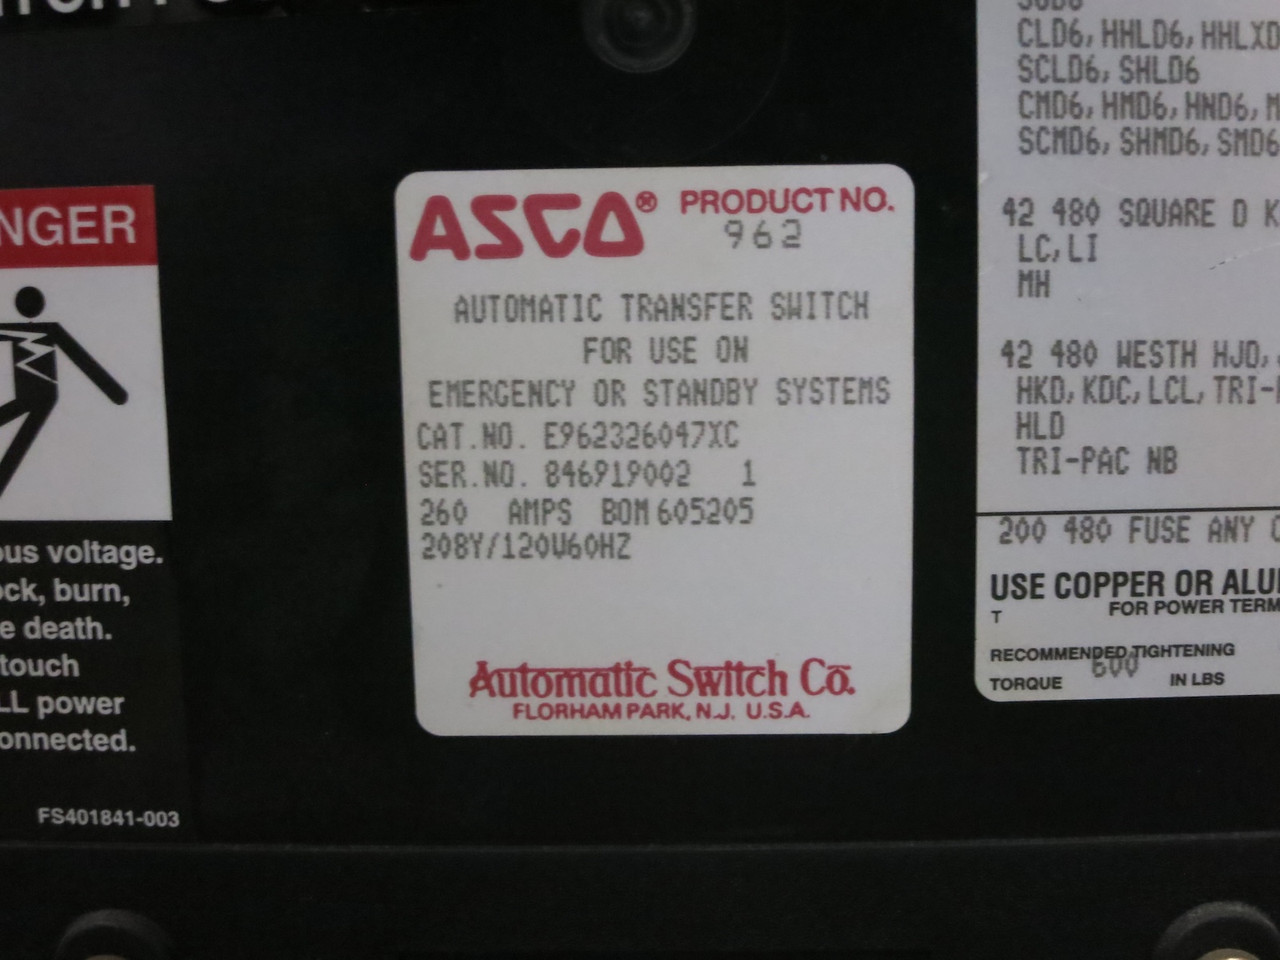 NGER
ous voltage.
ock, burn,
e death.
touch
LL power
onnected.
FS401841-003
ASCO® PRODUCT NO.
962
AUTOMATIC TRANSFER SWITCH
FOR USE ON
EMERGENCY OR STANDBY SYSTEMS
CAT.NO. E962326047XC
SER.NO. 846919002 1
260 AMPS BOM 605205
208Y/120V60HZ
Automatic Switch Co.
FLORHAM PARK, N.J. U.S.A.
CLD6, HHLD6, HHLXD
SCLD6, SHLD6
CMD6, HMD6, HND6, M
SCMD6, SHMD6, SMD6
42 480 SQUARE D K
LC, LI
MH
42 480 WESTH HJD,
HKD, KDC, LCL, TRI-
HLD
TRI-PAC NB
200 480 FUSE ANY
USE COPPER OR ALU
T FOR POWER TERM
RECOMMENDED TIGHTENING
TORQUE 600 IN LBS